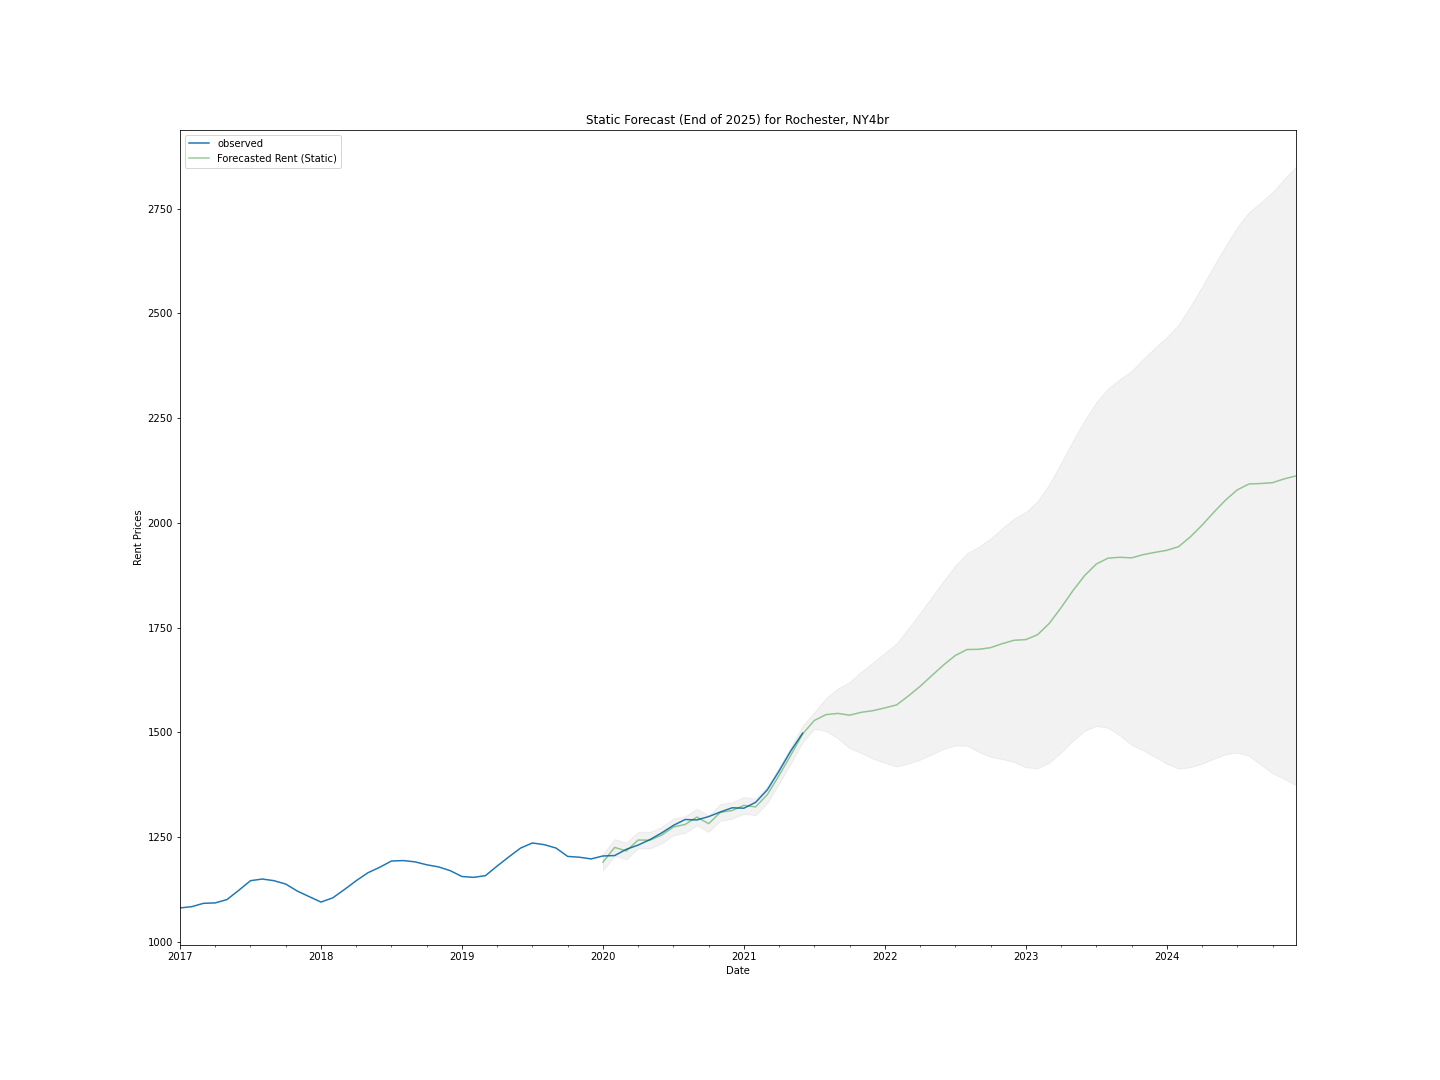 Static Forecast (End of 2025) for Rochester, NY4br
observed
Forecasted Rent (Static)
2750
2500
2250
2000
1750
1500
1250
1000
Rent Prices
2017 2018 2019 2020 2021 2022 2023 2024
Date